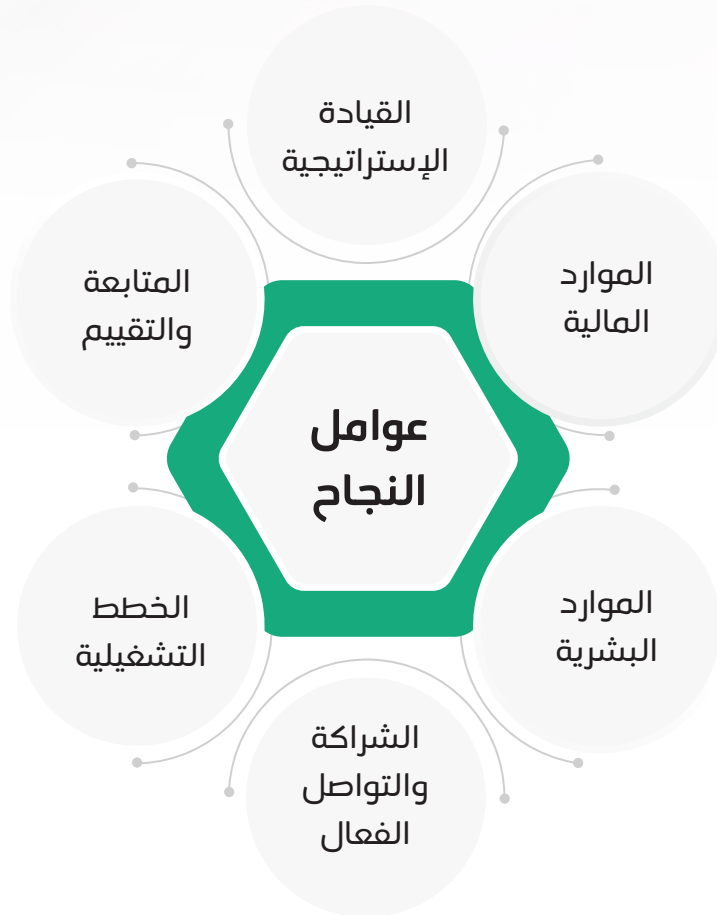 القيادة
الإستراتيجية
الموارد
المالية
المتابعة
والتقييم
عوامل
النجاح
الموارد
البشرية
الخطط
التشغيلية
الشراكة
والتواصل
الفعال